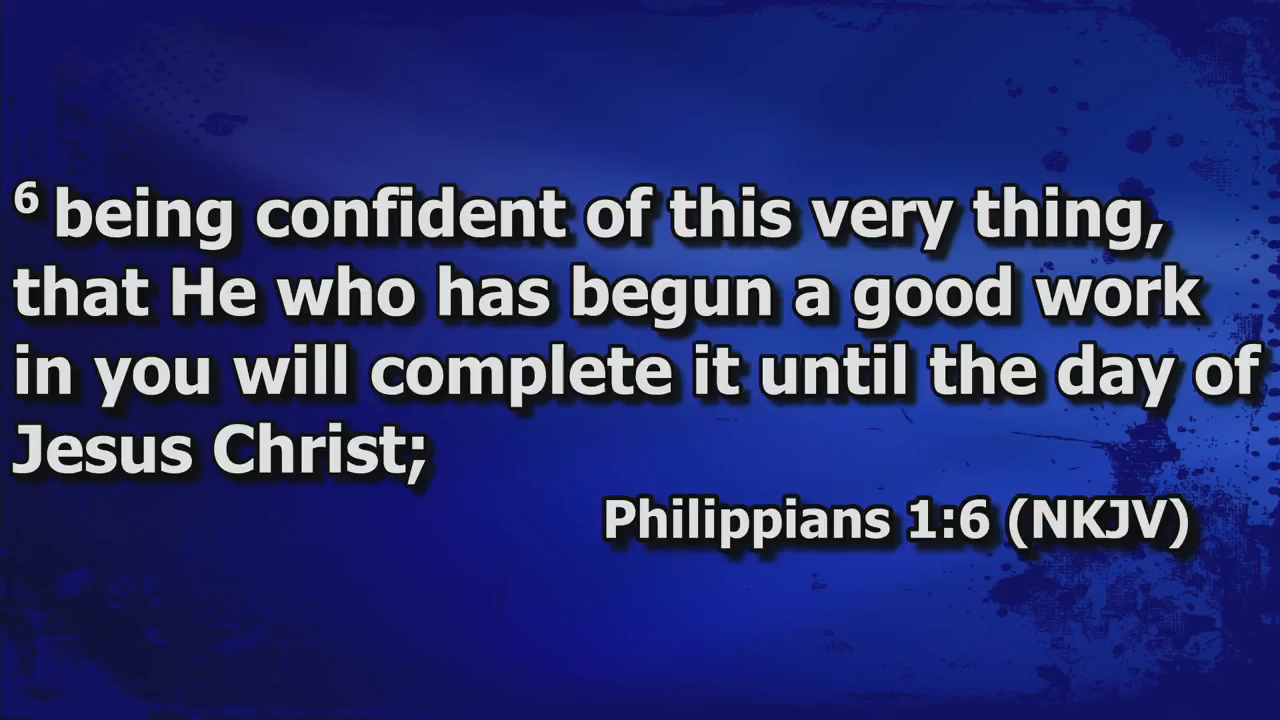 6 being confident of this very thing,
that He who has begun a good work
in you will complete it until the day of
Jesus Christ;
Philippians 1:6 (NKJV)